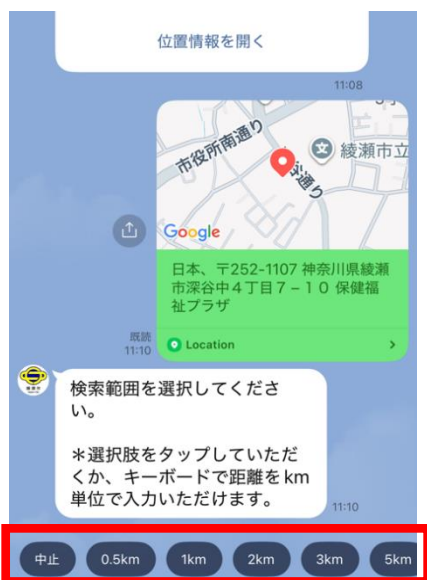 位置情報を開く
11:08
市役所南通り
綾瀬市立
谷通り
Google
日本、〒252-1107 神奈川県綾瀬
市深谷中4丁目7－10 保健福
祉プラザ
既読
11:10
Location
検索範囲を選択してくださ
い。
＊選択肢をタップしていただ
くか、キーボードで距離をkm
単位で入力いただけます。
11:10
中止 0.5km 1km 2km 3km 5km